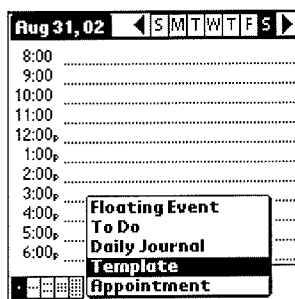 Aug 31, 02 S M T W T F S
8:00
9:00
10:00
11:00
12:00p
1:00p
2:00p
3:00p
4:00p
5:00p
6:00p
Floating Event
To Do
Daily Journal
Template
Appointment